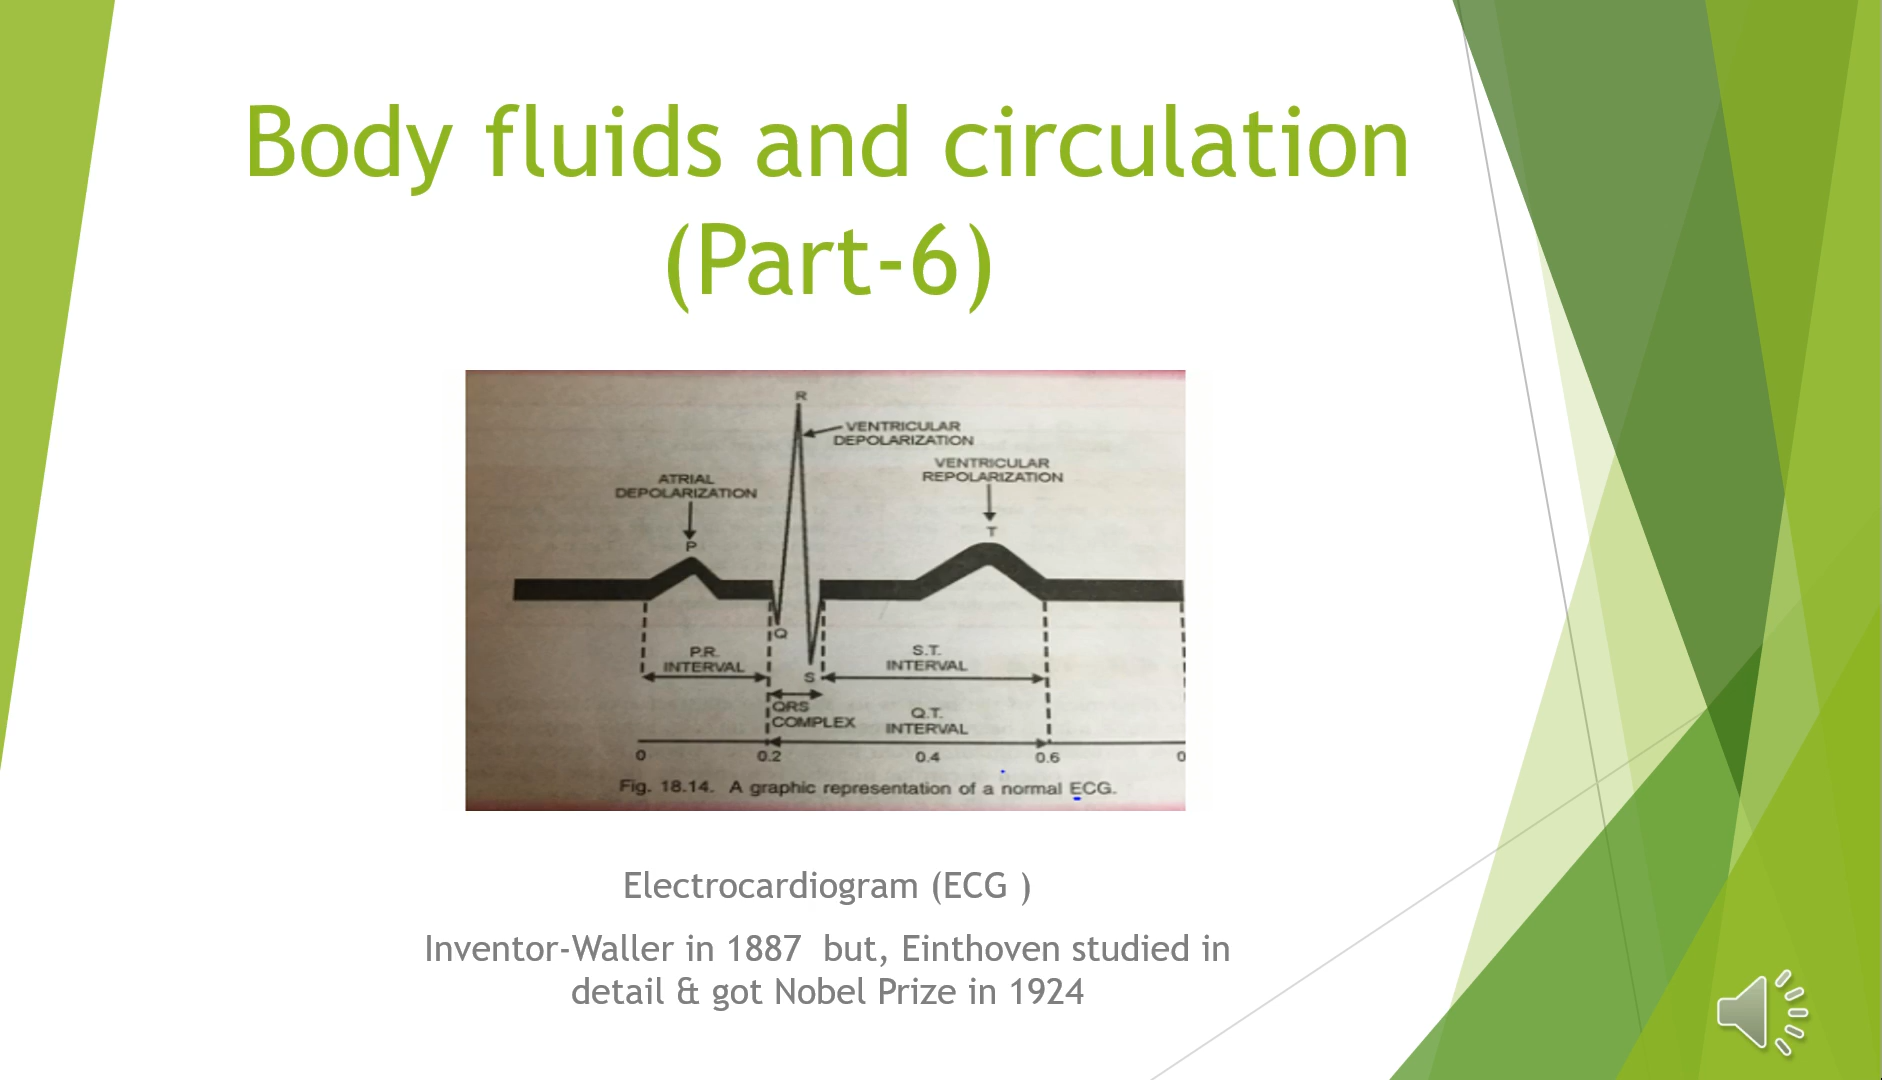 Body fluids and circulation
(Part-6)
R
VENTRICULAR
DEPOLARIZATION
VENTRICULAR
REPOLARIZATION
ATRIAL
DEPOLARIZATION
T
P
Q
P.R.
INTERVAL
S.T.
INTERVAL
S
QRS
COMPLEX
Q.T.
INTERVAL
0 0.2 0.4 0.6 0
Fig. 18.14. A graphic representation of a normal ECG.
Electrocardiogram (ECG )
Inventor-Waller in 1887 but, Einthoven studied in
detail & got Nobel Prize in 1924